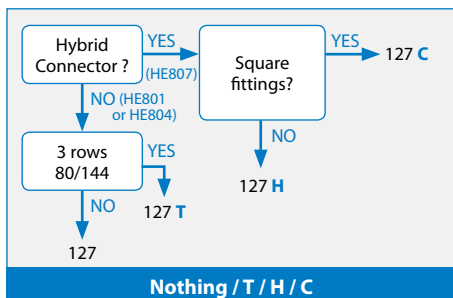 Hybrid
Connector ?
YES
(HE807)
Square
fittings?
YES
127 C
NO (HE801
or HE804)
NO
127 H
3 rows
80/144
YES
127 T
NO
127
Nothing / T / H / C